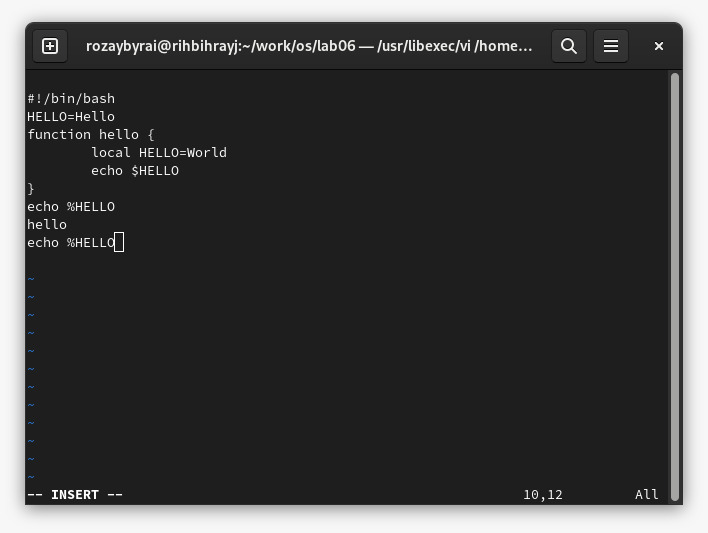 rozaybyrai@rihbihrayj:~/work/os/lab06 — /usr/libexec/vi /home…
#!/bin/bash
HELLO=Hello
function hello {
        local HELLO=World
        echo $HELLO
}
echo %HELLO
hello
echo %HELLO
~
~
~
~
~
~
~
~
~
~
~
~
-- INSERT --                                                  10,12         All